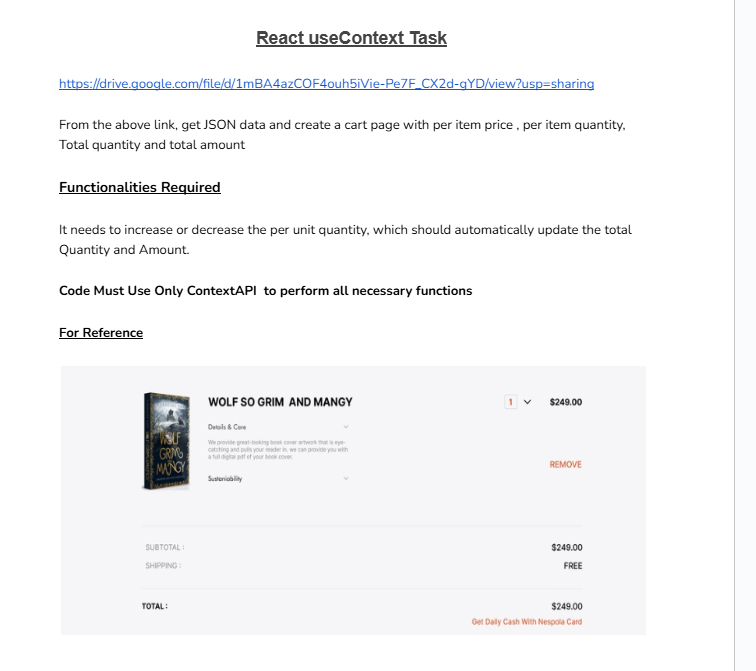 React useContext Task
https://drive.google.com/file/d/1mBA4azCOF4ouh5iVie-Pe7F_CX2d-gYD/view?usp=sharing
From the above link, get JSON data and create a cart page with per item price , per item quantity,
Total quantity and total amount
Functionalities Required
It needs to increase or decrease the per unit quantity, which should automatically update the total
Quantity and Amount.
Code Must Use Only ContextAPI  to perform all necessary functions
For Reference
WOLF SO GRIM  AND MANGY
1
$249.00
Details & Care
We provide great-looking book cover artwork that is eye-
catching and pulls your reader in. we can provide you with
a full digital pdf of your book cover.
Sustaniability
REMOVE
WOLF
GRIM
MANGY
SUBTOTAL :
$249.00
SHIPPING :
FREE
TOTAL :
$249.00
Get Daily Cash With Nespola Card